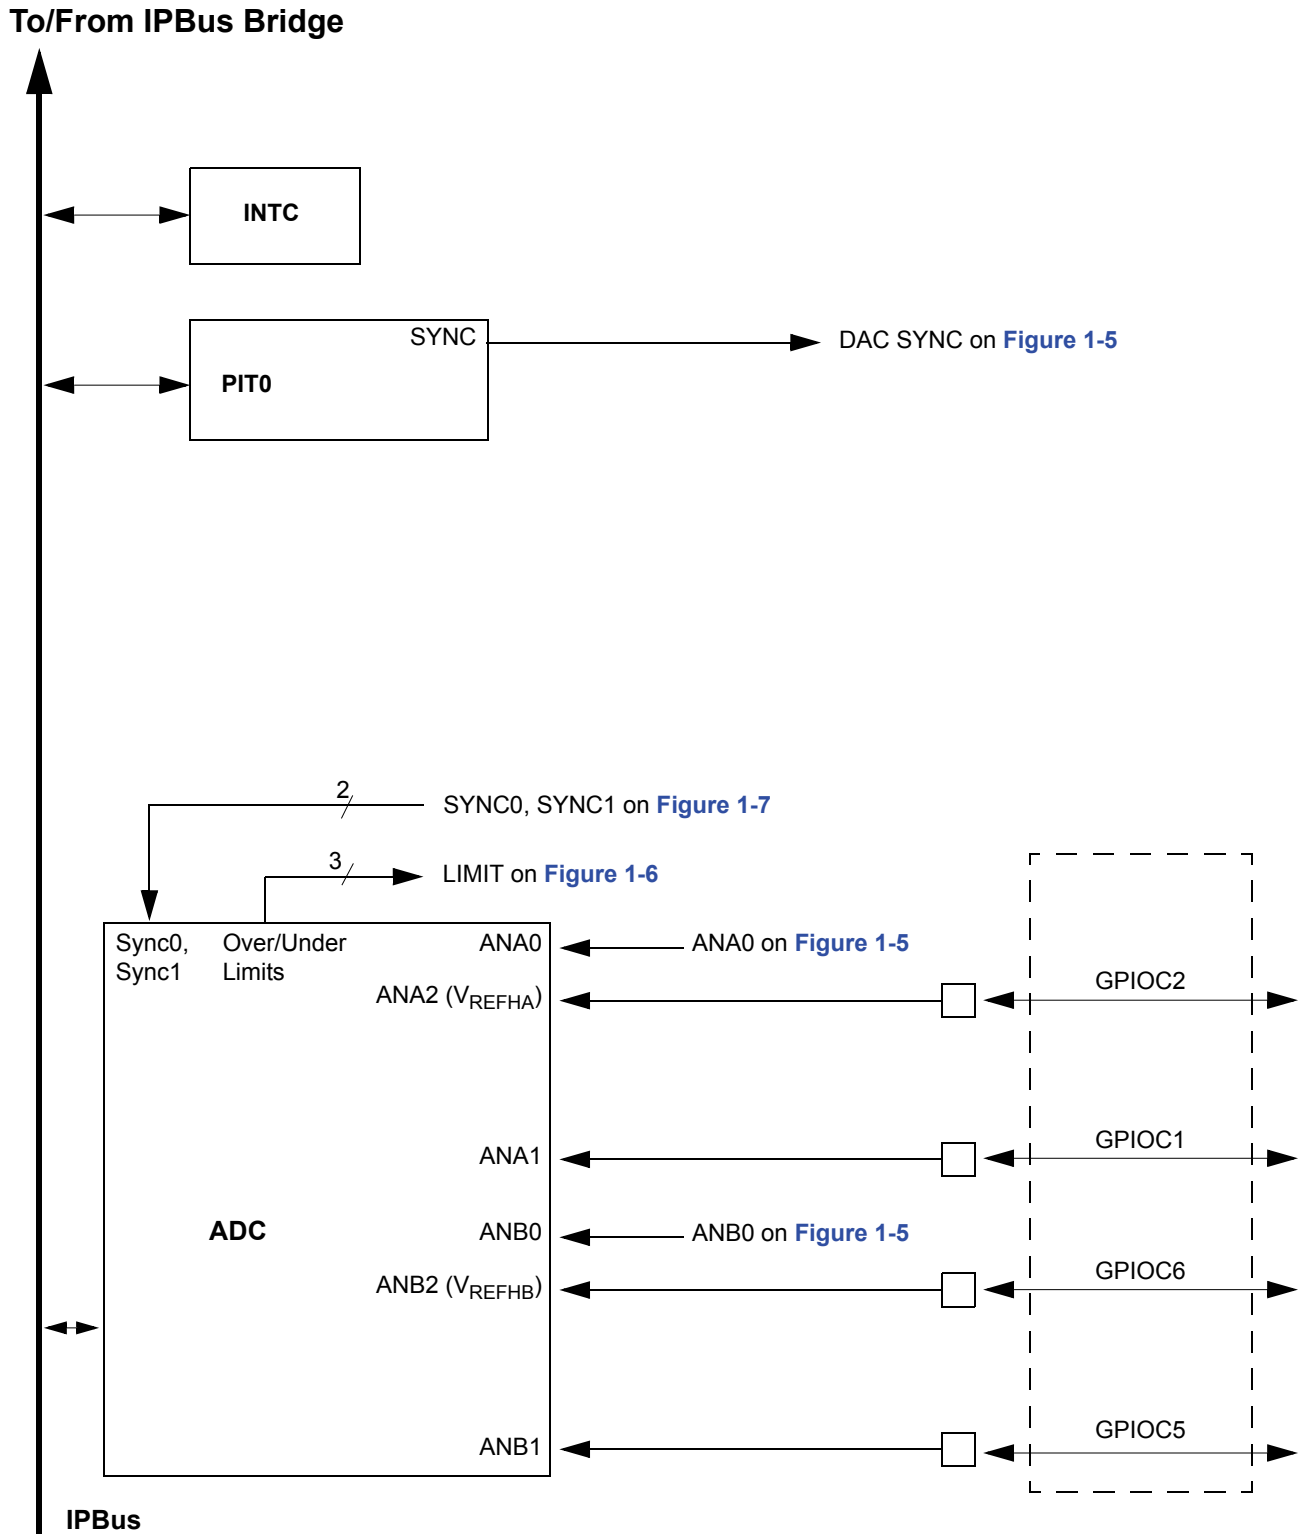 To/From IPBus Bridge
INTC
SYNC
DAC SYNC on Figure 1-5
PIT0
2
SYNC0, SYNC1 on Figure 1-7
3
LIMIT on Figure 1-6
Sync0,
Sync1
Over/Under
Limits
ANA0
ANA0 on Figure 1-5
ANA2 (VREFHA)
GPIOC2
ANA1
GPIOC1
ADC
ANB0
ANB0 on Figure 1-5
ANB2 (VREFHB)
GPIOC6
ANB1
GPIOC5
IPBus